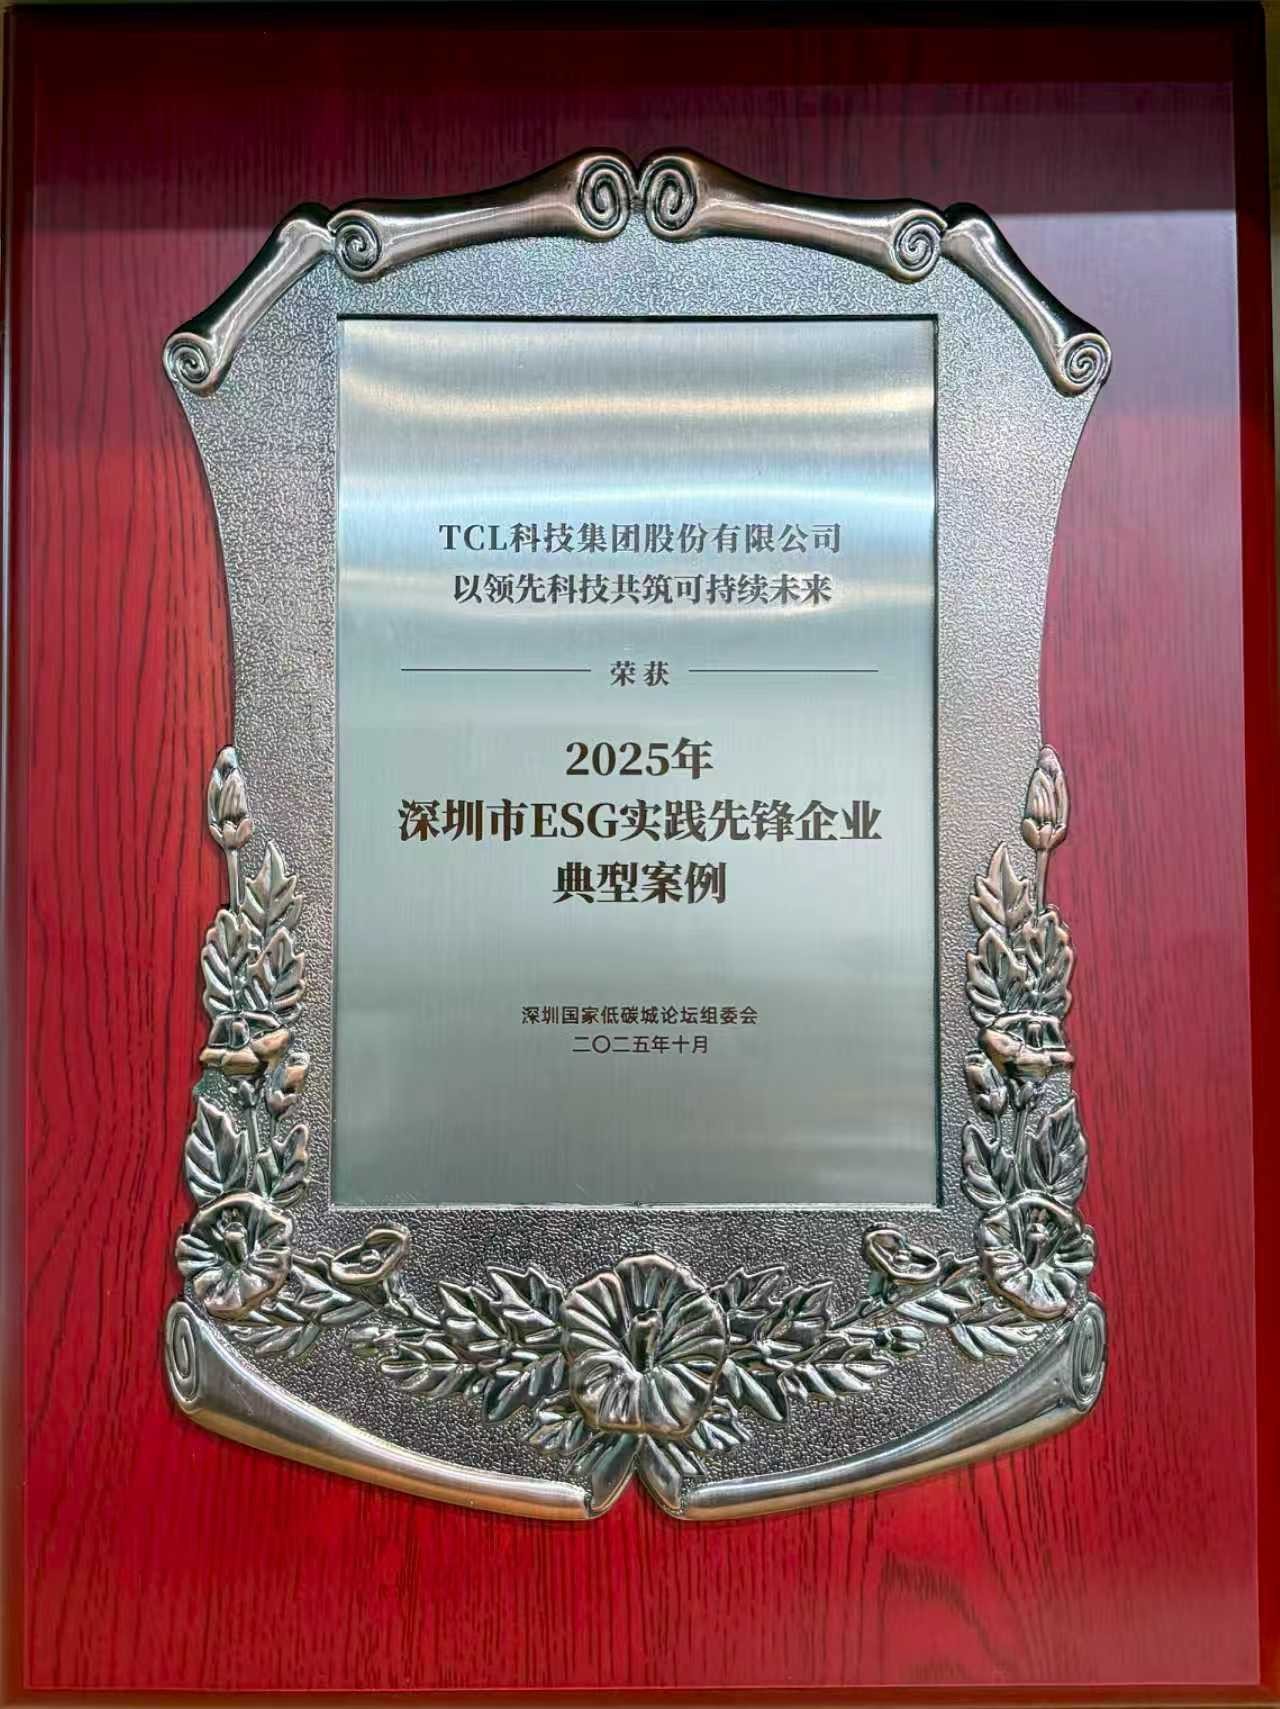 TCL科技集团股份有限公司
以领先科技共筑可持续未来
荣获
2025年
深圳市ESG实践先锋企业
典型案例
深圳国家低碳城论坛组委会
二〇二五年十月